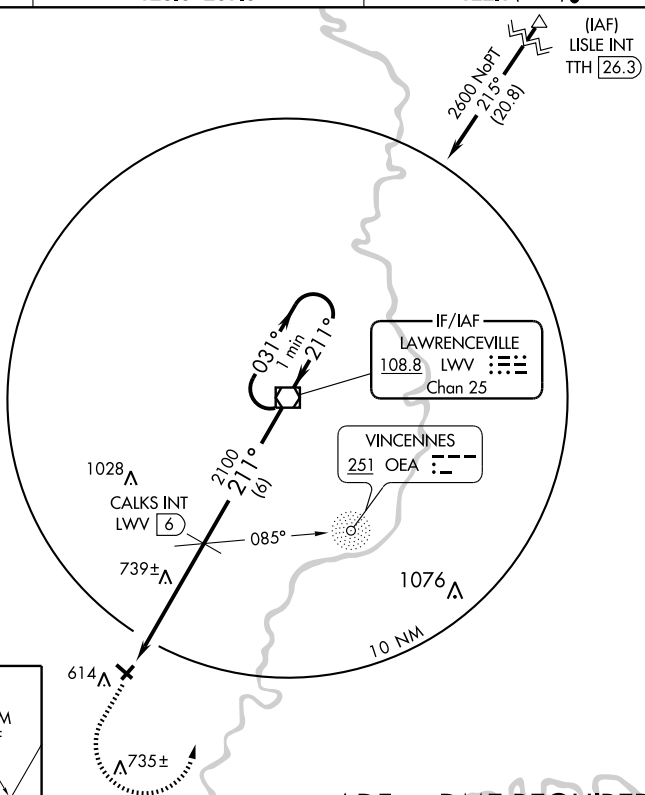 (IAF)
LISLE INT
TTH 26.3
2600 NoPT
215°
(20.8)
031°
1 min
211°
IF/IAF
LAWRENCEVILLE
108.8 LWV
Chan 25
VINCENNES
251 OEA
1028
2100
211°
(6)
CALKS INT
LWV 6
085°
739±
1076
10 NM
614
735±